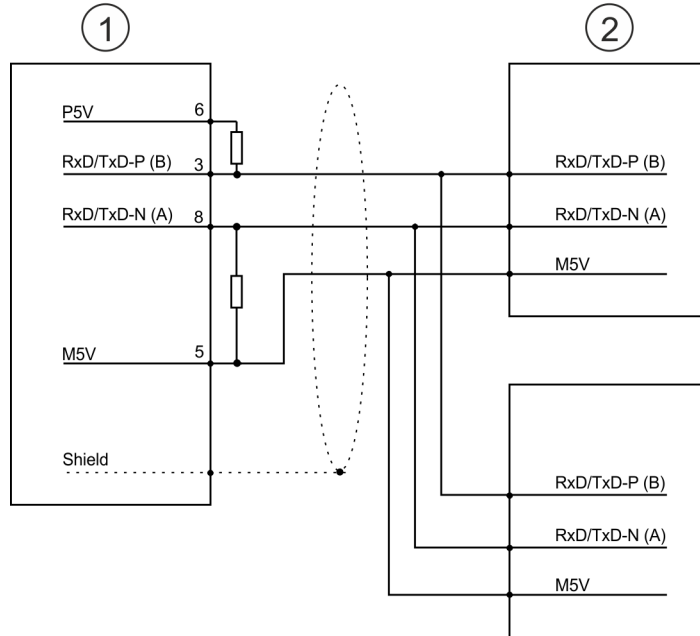 1
2
P5V 6
RxD/TxD-P (B) 3
RxD/TxD-P (B)
RxD/TxD-N (A) 8
RxD/TxD-N (A)
M5V
M5V 5
Shield
RxD/TxD-P (B)
RxD/TxD-N (A)
M5V